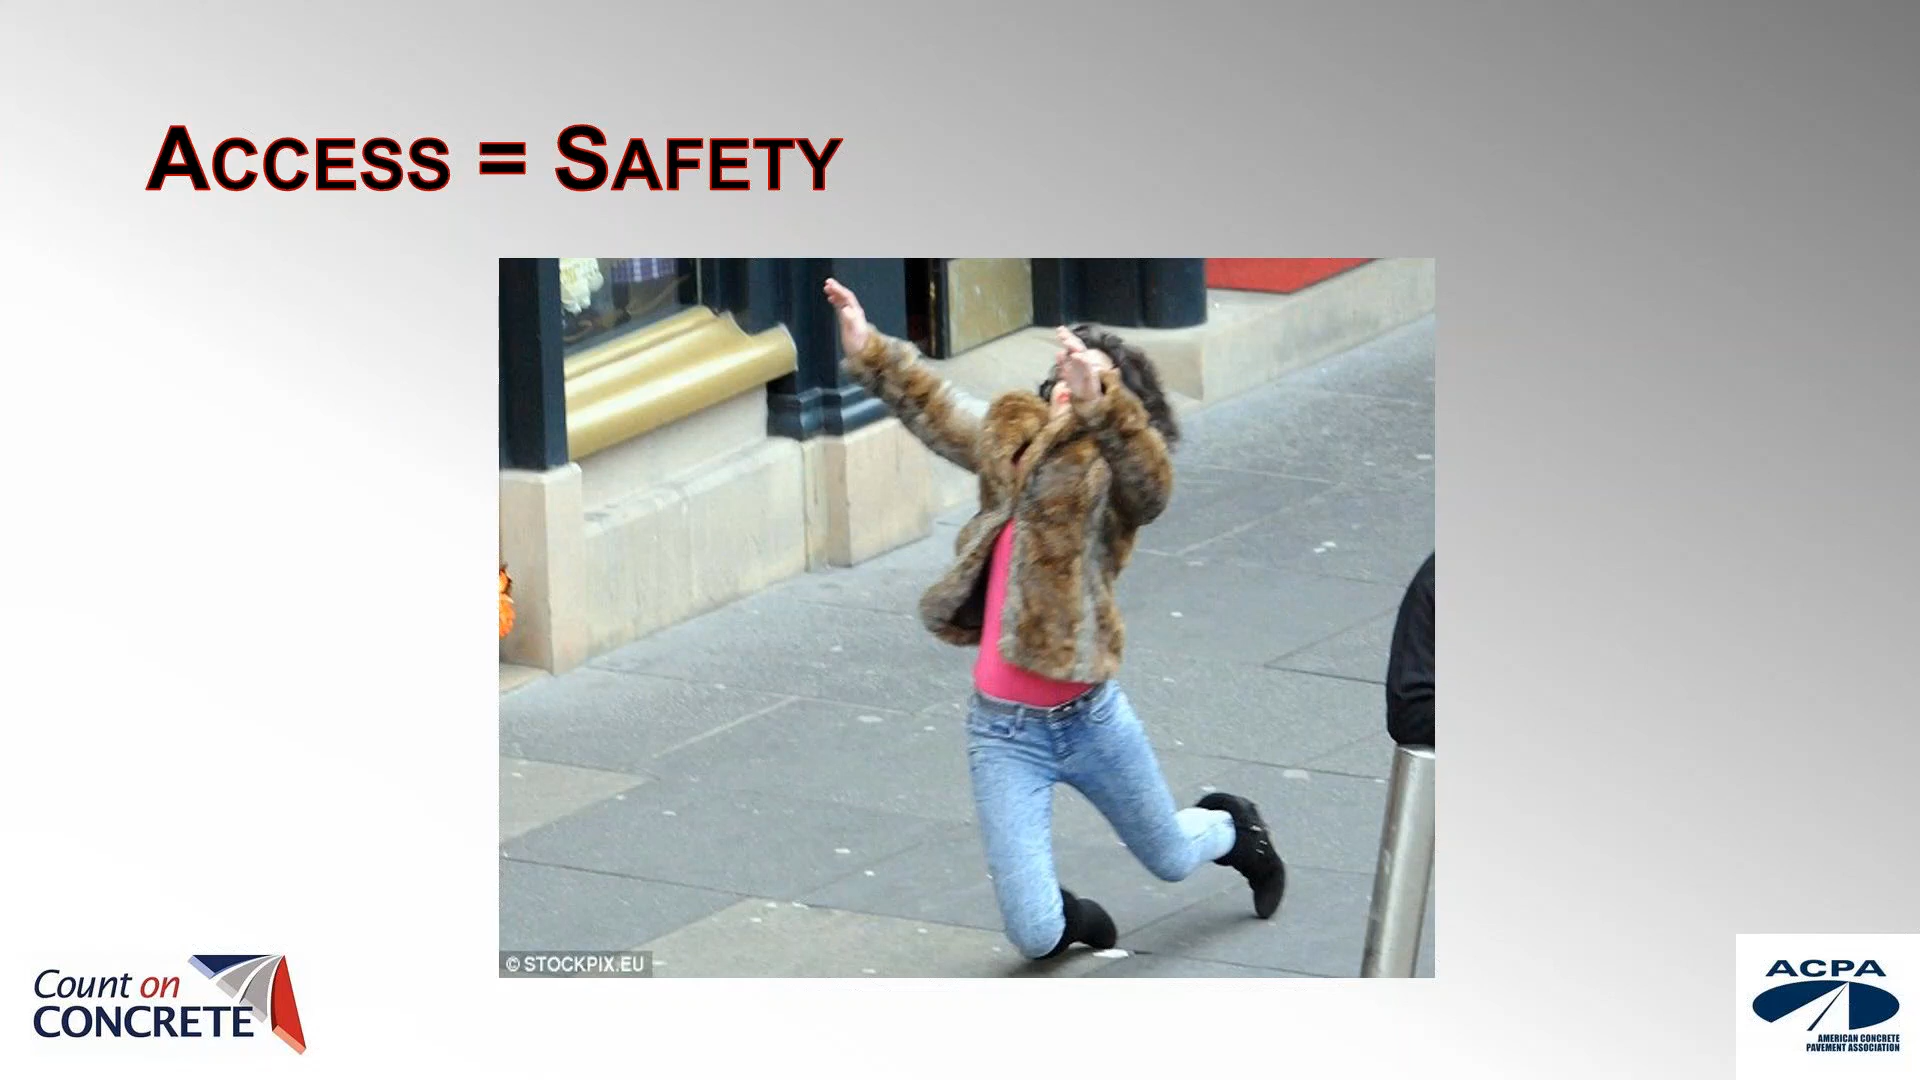 ACCESS = SAFETY
© STOCKPIX.EU
Count on
CONCRETE
ACPA
AMERICAN CONCRETE
PAVEMENT ASSOCIATION